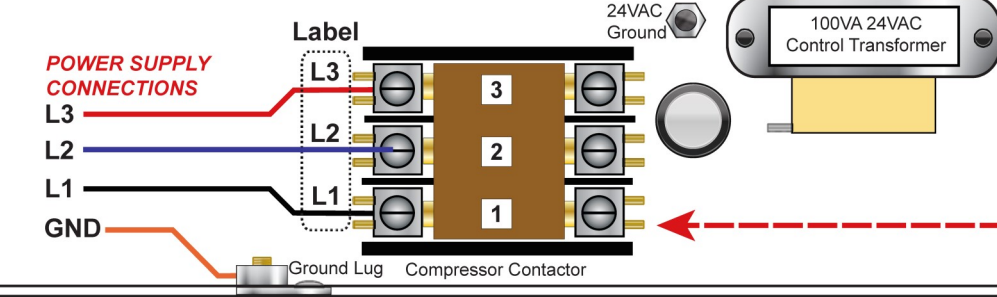 24VAC
Ground
100VA 24VAC
Control Transformer
Label
POWER SUPPLY
CONNECTIONS
L3
L2
L1
GND
L3
L2
L1
3
2
1
Ground Lug
Compressor Contactor